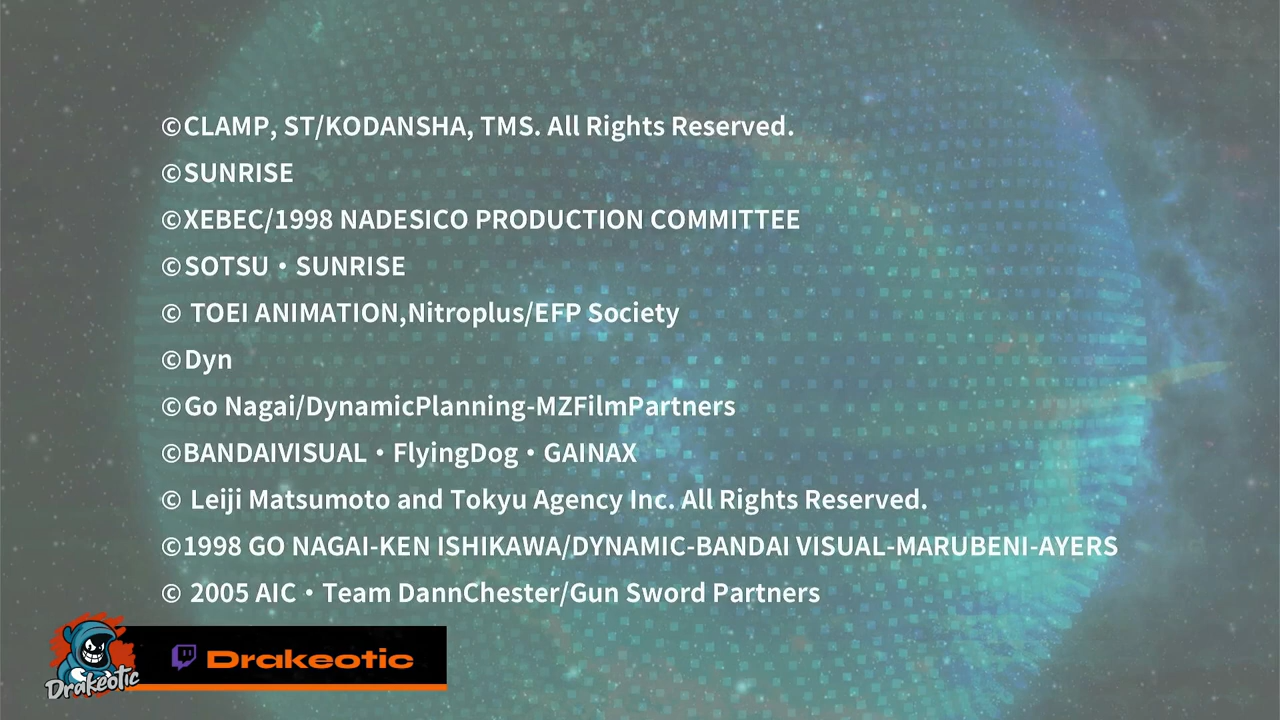 ©CLAMP, ST/KODANSHA, TMS. All Rights Reserved.
©SUNRISE
©XEBEC/1998 NADESICO PRODUCTION COMMITTEE
©SOTSU・SUNRISE
© TOEI ANIMATION,Nitroplus/EFP Society
©Dyn
©Go Nagai/DynamicPlanning-MZFilmPartners
©BANDAIVISUAL・FlyingDog・GAINAX
© Leiji Matsumoto and Tokyu Agency Inc. All Rights Reserved.
©1998 GO NAGAI-KEN ISHIKAWA/DYNAMIC-BANDAI VISUAL-MARUBENI-AYERS
© 2005 AIC・Team DannChester/Gun Sword Partners
Drakeotic
Drakeotic